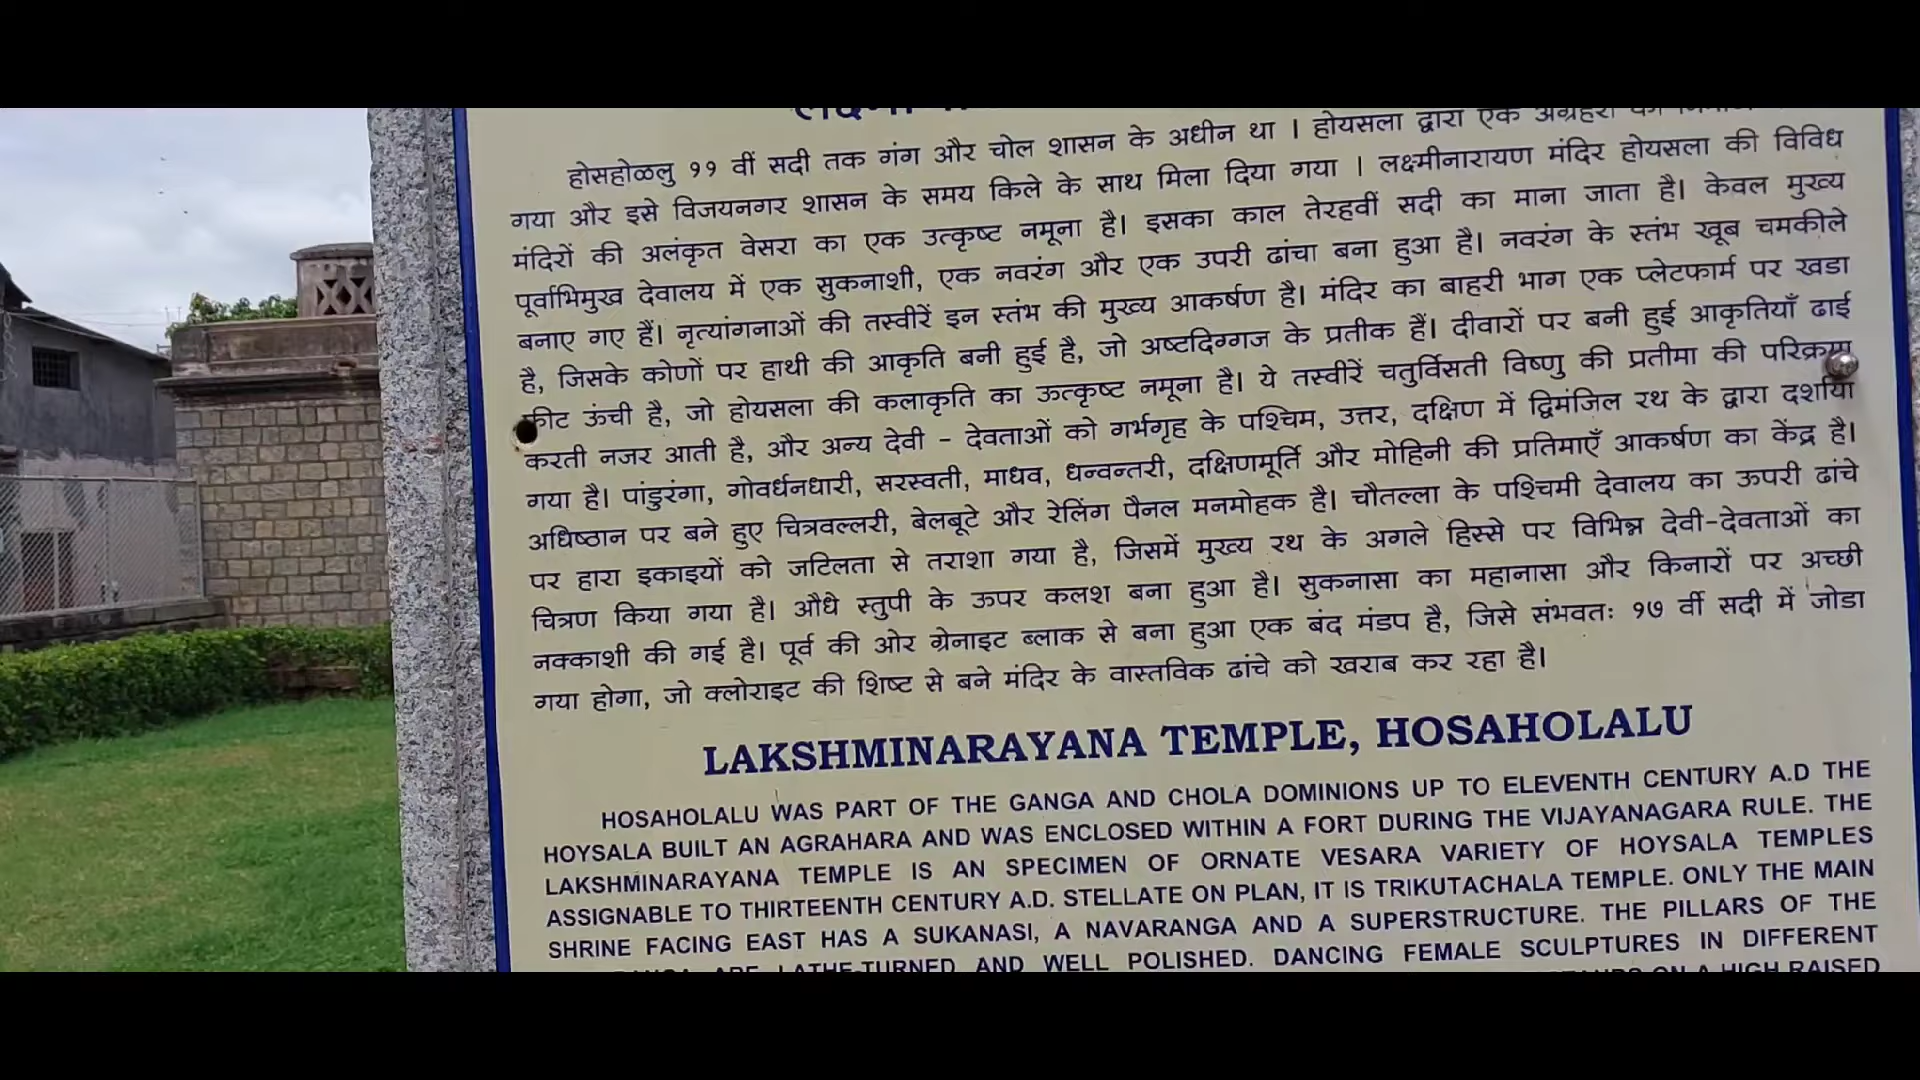 होसहोळलु ११ वीं सदी तक गंग और चोल शासन के अधीन था । होयसला द्वारा एक अग्रहरा
गया और इसे विजयनगर शासन के समय किले के साथ मिला दिया गया । लक्ष्मीनारायण मंदिर होयसला की विविध
मंदिरों की अलंकृत वेसरा का एक उत्कृष्ट नमूना है। इसका काल तेरहवीं सदी का माना जाता है। केवल मुख्य
पूर्वाभिमुख देवालय में एक सुकनाशी, एक नवरंग और एक उपरी ढांचा बना हुआ है। नवरंग के स्तंभ खूब चमकीले
बनाए गए हैं। नृत्यांगनाओं की तस्वीरें इन स्तंभ की मुख्य आकर्षण है। मंदिर का बाहरी भाग एक प्लेटफार्म पर खडा
है, जिसके कोणों पर हाथी की आकृति बनी हुई है, जो अष्टदिग्गज के प्रतीक हैं। दीवारों पर बनी हुई आकृतियाँ ढाई
फीट ऊंची है, जो होयसला की कलाकृति का ऊत्कृष्ट नमूना है। ये तस्वीरें चतुर्विसती विष्णु की प्रतीमा की परिक्रमा
करती नजर आती है, और अन्य देवी - देवताओं को गर्भगृह के पश्चिम, उत्तर, दक्षिण में द्विमंजिल रथ के द्वारा दर्शाया
गया है। पांडुरंगा, गोवर्धनधारी, सरस्वती, माधव, धन्वन्तरी, दक्षिणमूर्ति और मोहिनी की प्रतिमाएँ आकर्षण का केंद्र है।
अधिष्ठान पर बने हुए चित्रवल्लरी, बेलबूटे और रेलिंग पैनल मनमोहक है। चौतल्ला के पश्चिमी देवालय का ऊपरी ढांचे
पर हारा इकाइयों को जटिलता से तराशा गया है, जिसमें मुख्य रथ के अगले हिस्से पर विभिन्न देवी-देवताओं का
चित्रण किया गया है। औधे स्तुपी के ऊपर कलश बना हुआ है। सुकनासा का महानासा और किनारों पर अच्छी
नक्काशी की गई है। पूर्व की ओर ग्रेनाइट ब्लाक से बना हुआ एक बंद मंडप है, जिसे संभवतः १७ वीं सदी में जोडा
गया होगा, जो क्लोराइट की शिष्ट से बने मंदिर के वास्तविक ढांचे को खराब कर रहा है।
LAKSHMINARAYANA TEMPLE, HOSAHOLALU
HOSAHOLALU WAS PART OF THE GANGA AND CHOLA DOMINIONS UP TO ELEVENTH CENTURY A.D THE
HOYSALA BUILT AN AGRAHARA AND WAS ENCLOSED WITHIN A FORT DURING THE VIJAYANAGARA RULE. THE
LAKSHMINARAYANA TEMPLE IS AN SPECIMEN OF ORNATE VESARA VARIETY OF HOYSALA TEMPLES
ASSIGNABLE TO THIRTEENTH CENTURY A.D. STELLATE ON PLAN, IT IS TRIKUTACHALA TEMPLE. ONLY THE MAIN
SHRINE FACING EAST HAS A SUKANASI, A NAVARANGA AND A SUPERSTRUCTURE. THE PILLARS OF THE
ARE LATHE-TURNED AND WELL POLISHED. DANCING FEMALE SCULPTURES IN DIFFERENT
ON A HIGH RAISED